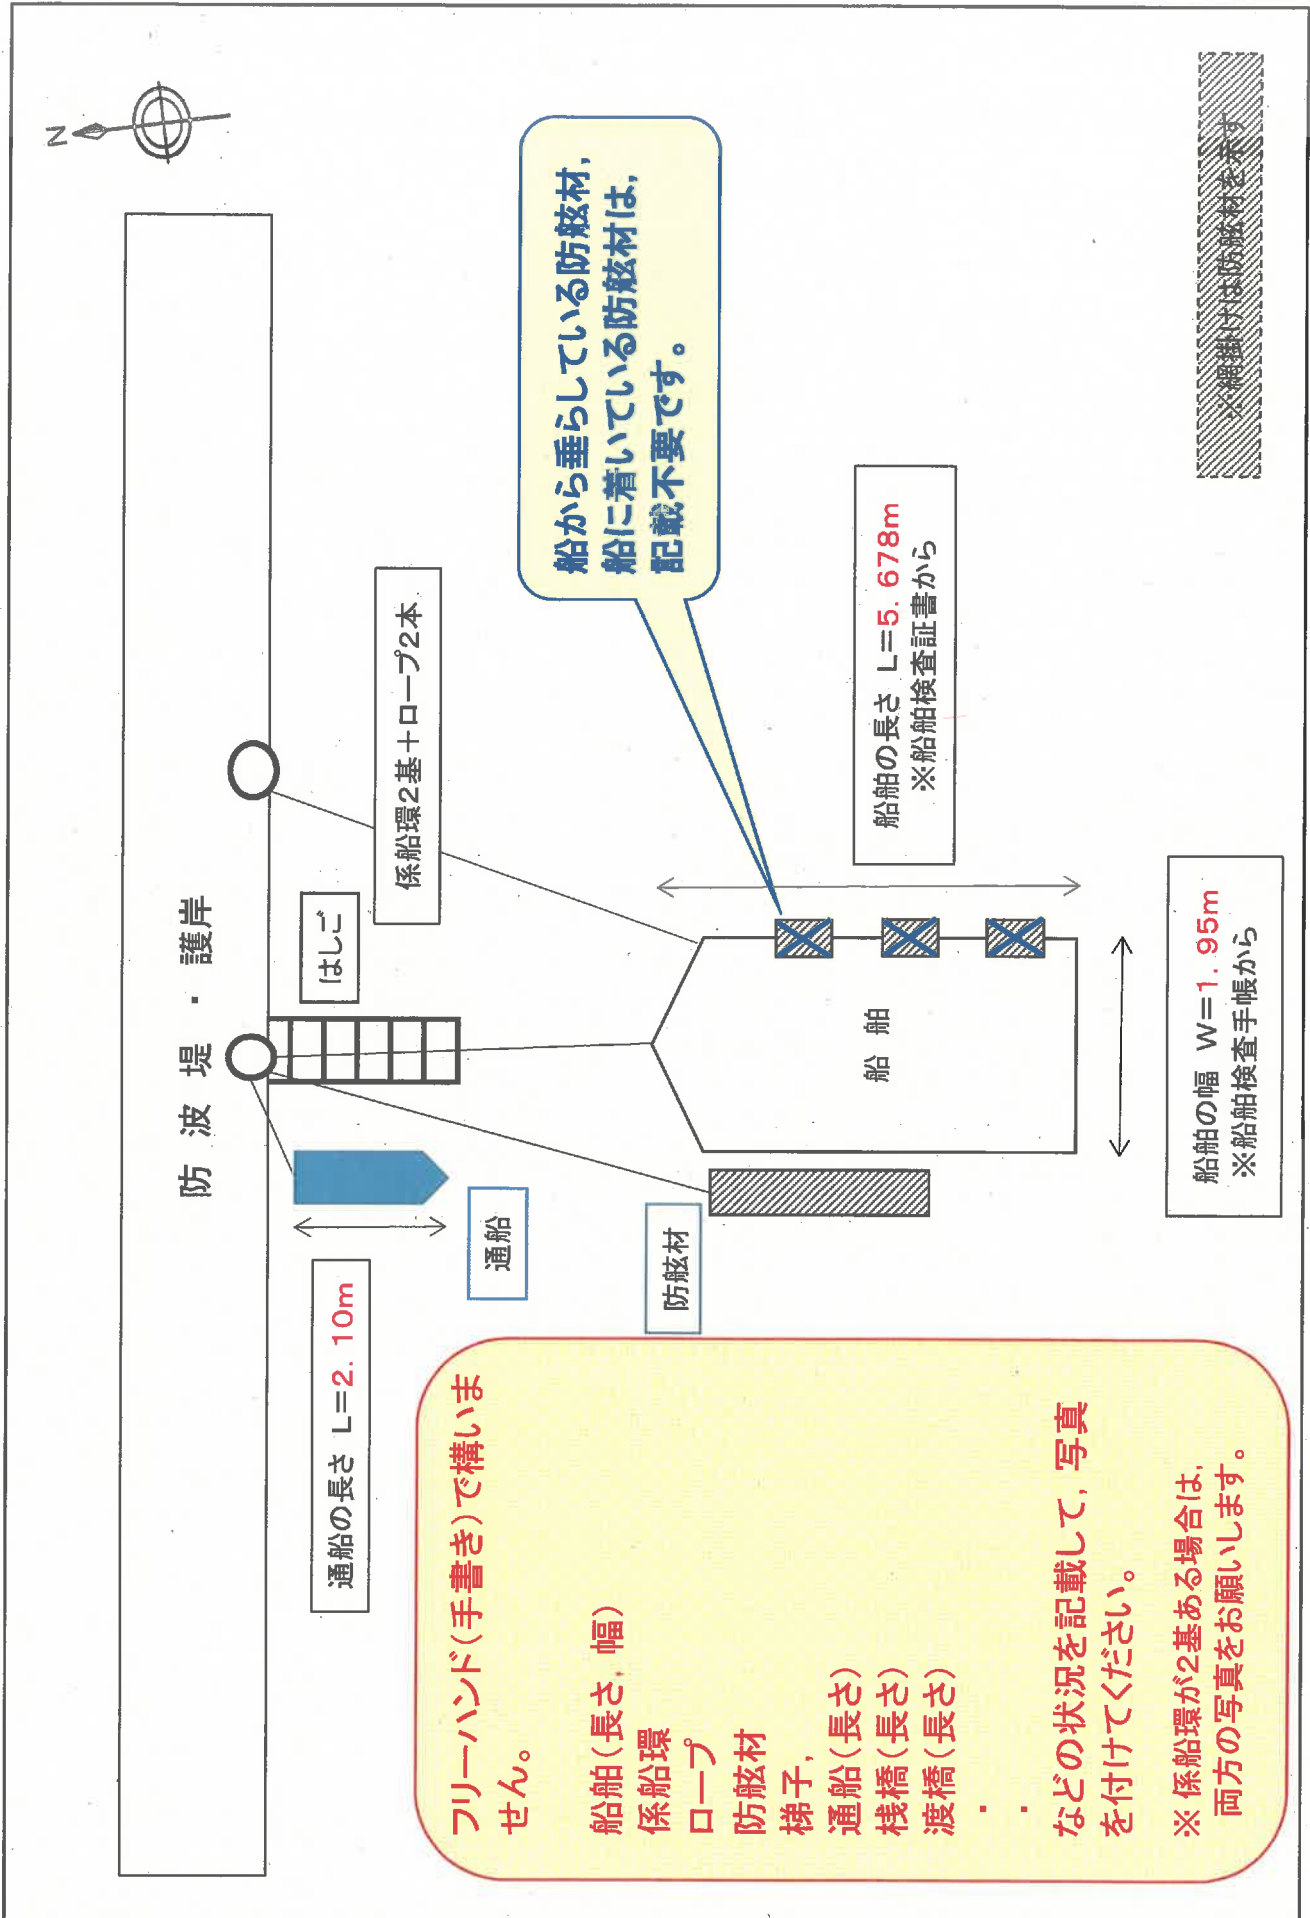 N
防 波 堤 ・ 護岸
通船の長さ L=2. 10m
はしご
係船環2基+ロープ2本
通船
防舷材
船 舶
船から垂らしている防舷材,
船に着いている防舷材は,
記載不要です。
船舶の長さ L=5. 678m
※船舶検査証書から
船舶の幅 W=1. 95m
※船舶検査手帳から
※網掛けは防舷材を示す
フリーハンド(手書き)で構いま
せん。
船舶(長さ, 幅)
係船環
ロープ
防舷材
梯子,
通船(長さ)
桟橋(長さ)
渡橋(長さ)
・
・
などの状況を記載して, 写真
を付けてください。
※ 係船環が2基ある場合は,
両方の写真をお願いします。